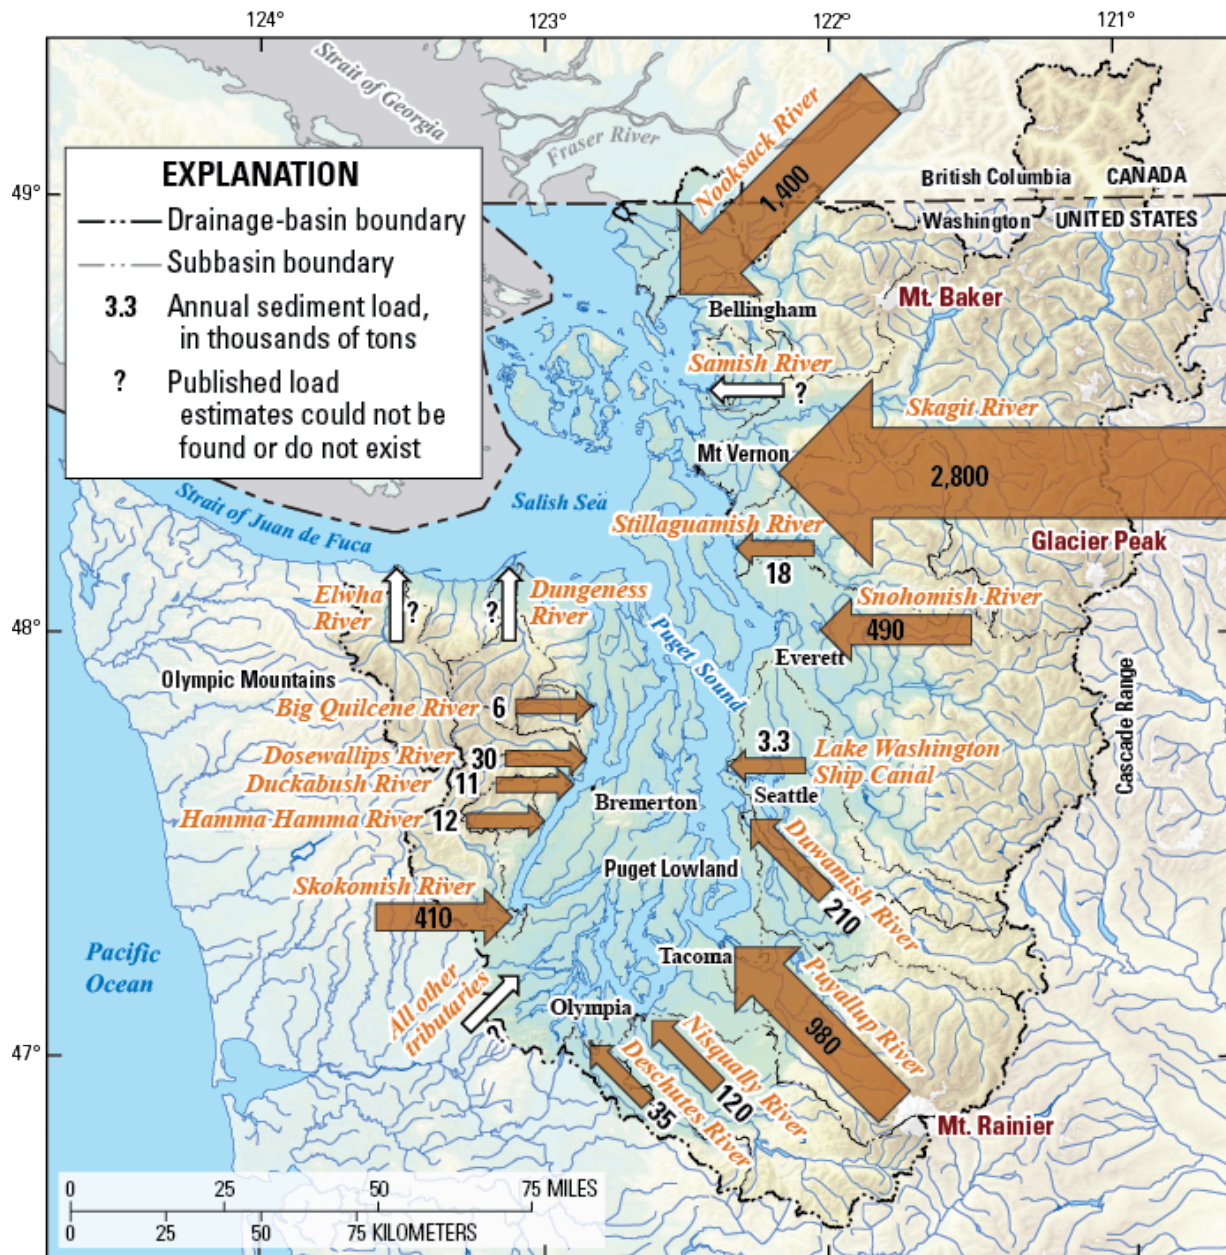 124°
123°
122°
121°
49°
48°
47°
Strait of Georgia
Fraser River
Nooksack River
1,400
British Columbia
CANADA
Washington
UNITED STATES
EXPLANATION
Drainage-basin boundary
Subbasin boundary
3.3 Annual sediment load,
in thousands of tons
? Published load
estimates could not be
found or do not exist
Mt. Baker
Bellingham
Samish River
?
Skagit River
Mt Vernon
2,800
Salish Sea
Strait of Juan de Fuca
Stillaguamish River
18
Glacier Peak
Elwha
River
?
?
Dungeness
River
Snohomish River
490
Everett
Puget Sound
Olympic Mountains
Big Quilcene River
6
Cascade Range
3.3
Lake Washington
Ship Canal
Dosewallips River
30
Duckabush River
11
Seattle
Bremerton
Hamma Hamma River
12
Puget Lowland
Duwamish River
210
Skokomish River
410
Pacific
Ocean
Tacoma
Puyallup River
980
All other
tributaries
?
Olympia
Nisqually River
120
Deschutes River
35
Mt. Rainier
0 25 50 75 MILES
0 25 50 75 KILOMETERS